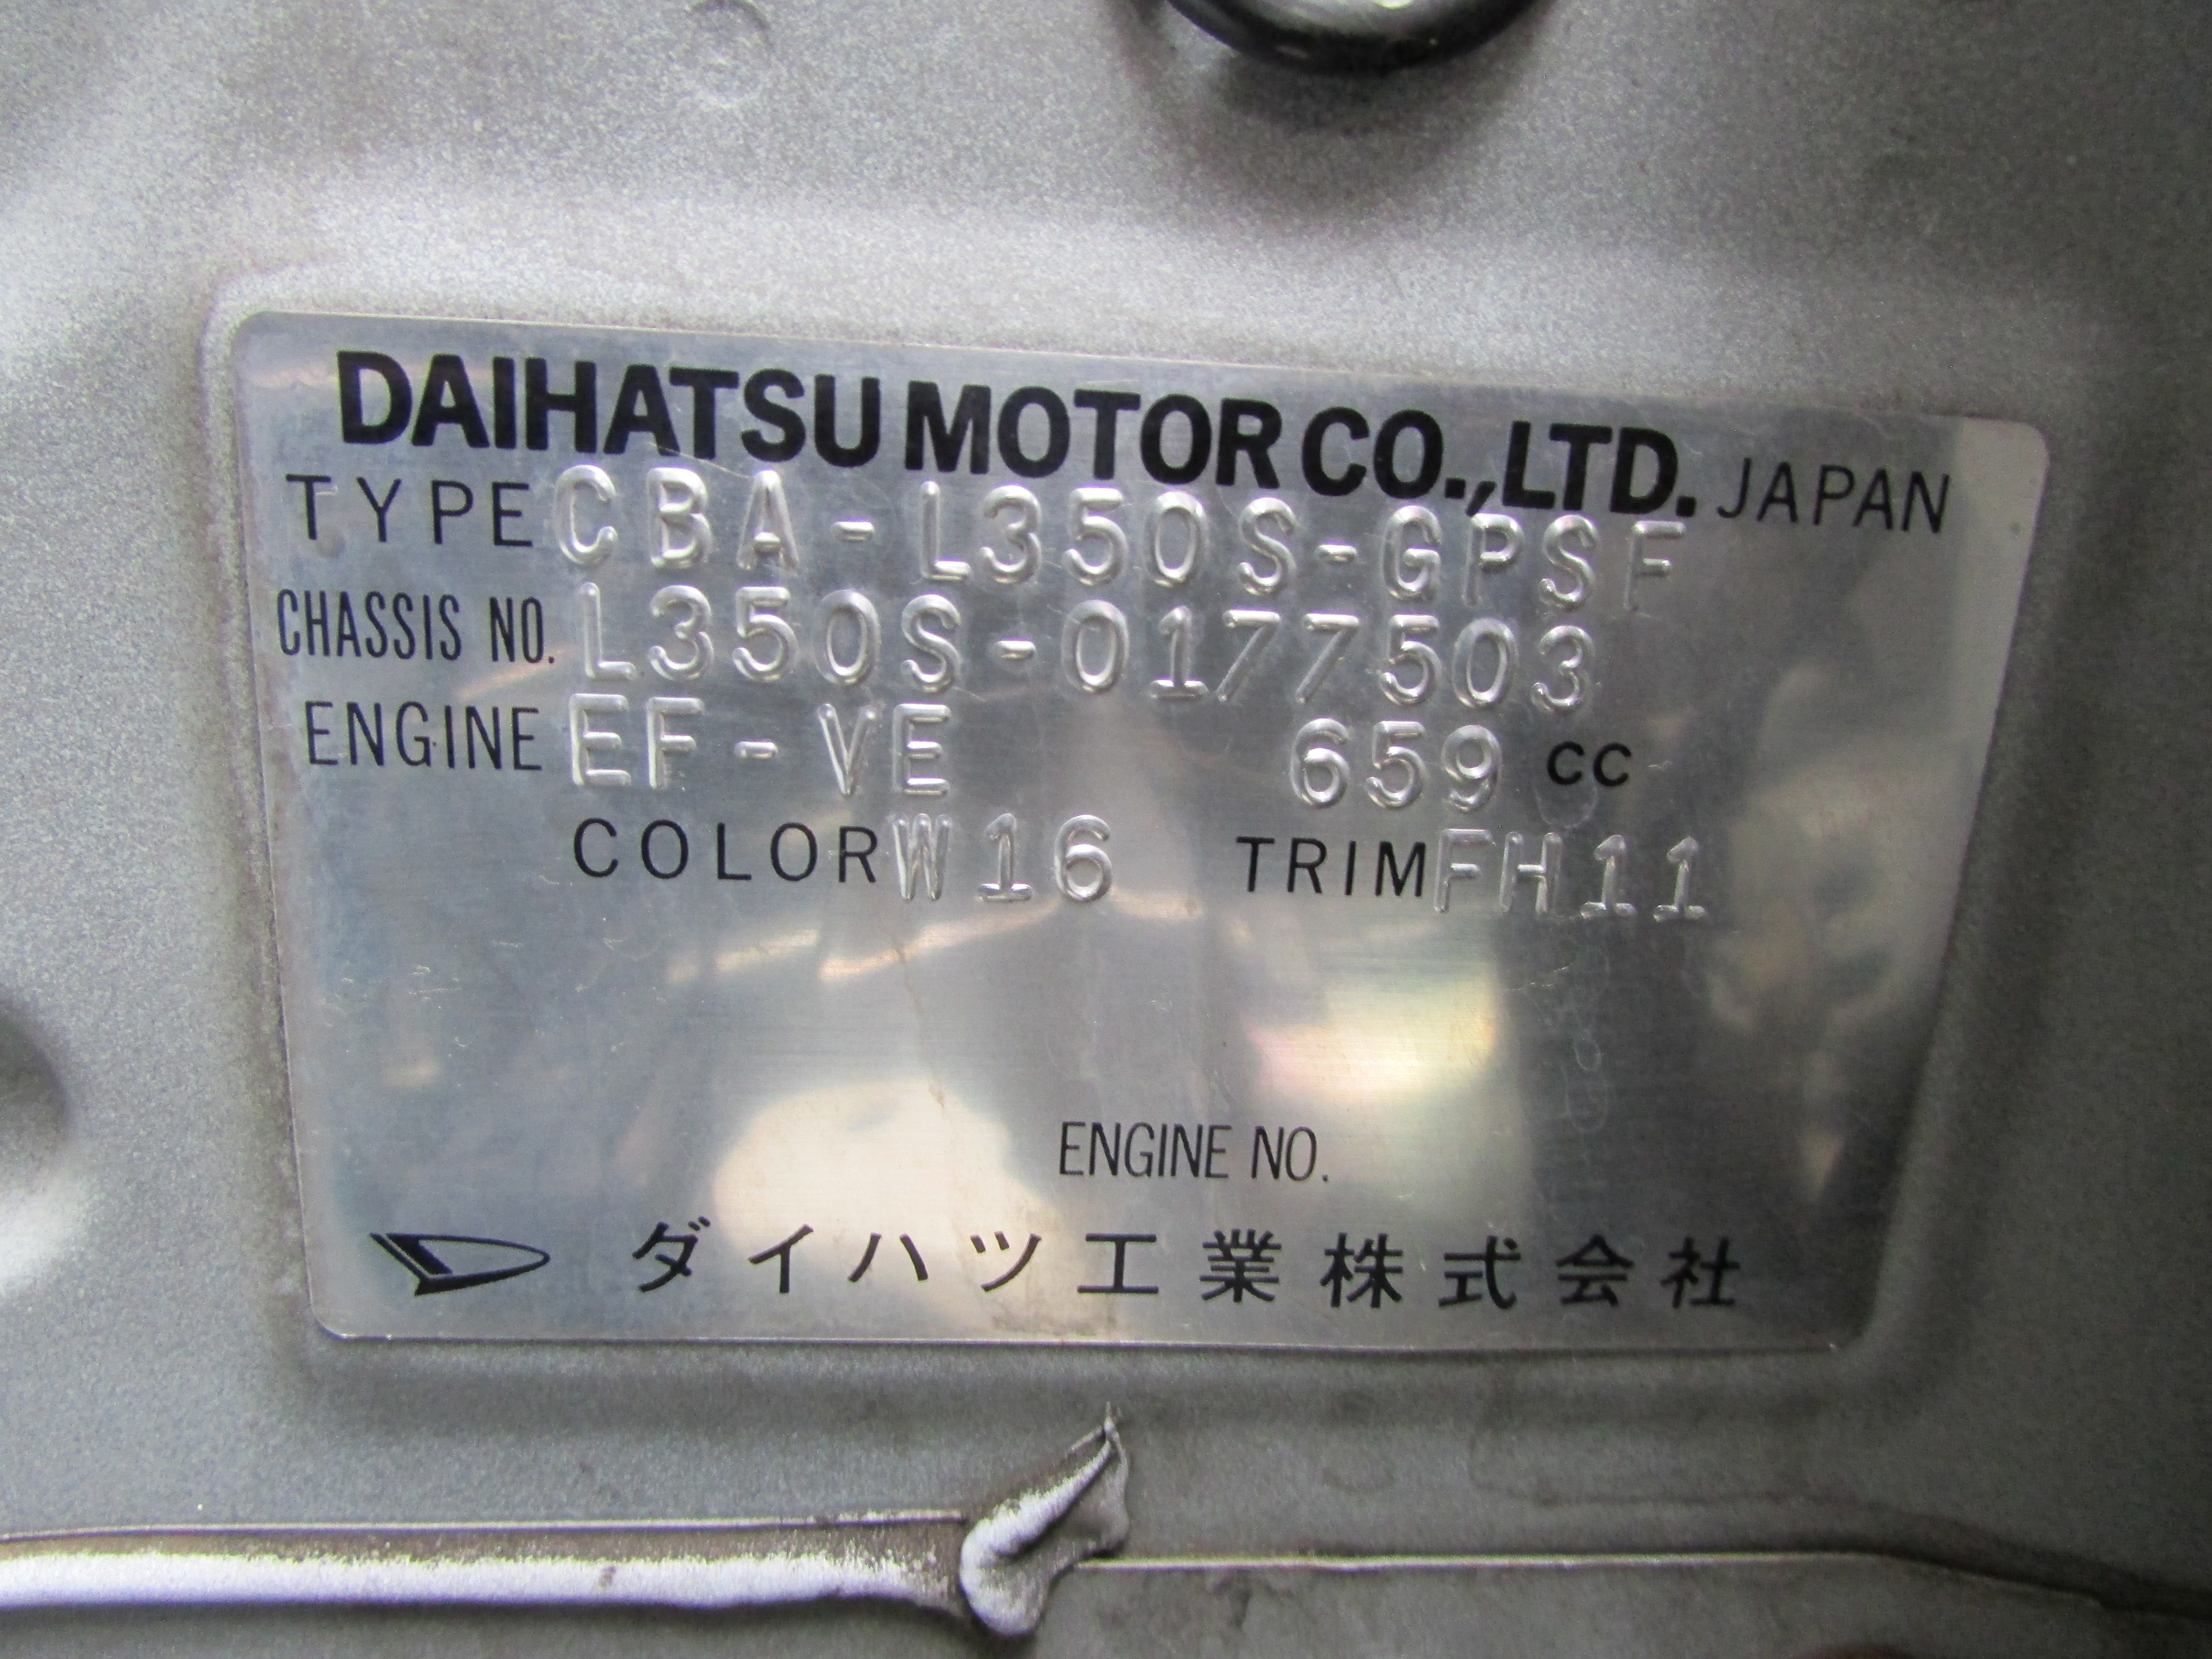 DAIHATSU MOTOR CO.,LTD. JAPAN
TYPE CBA-L350S-GPSF
CHASSIS NO. L350S-0177503
ENGINE EF-VE 659 CC
COLOR W16 TRIM FH11
ENGINE NO.
ダイハツ工業株式会社